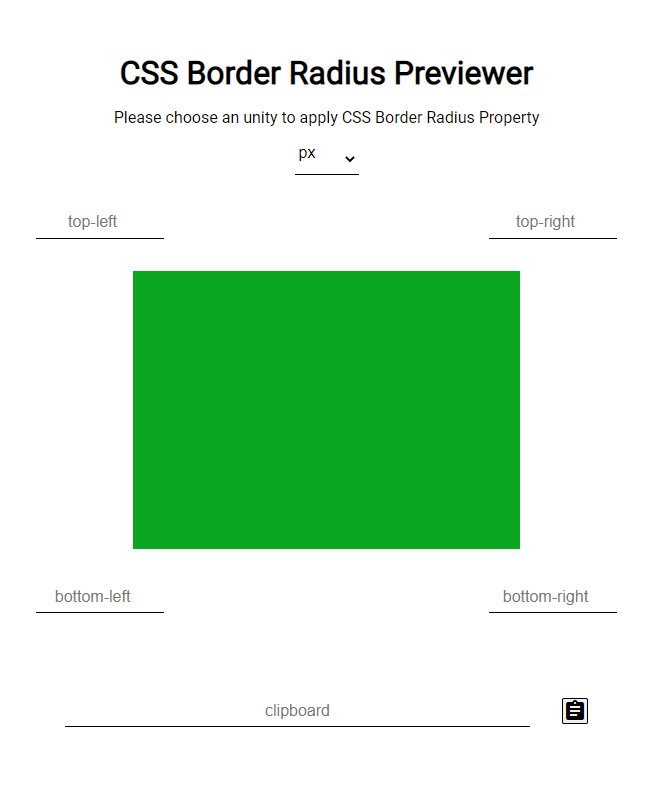 CSS Border Radius Previewer
Please choose an unity to apply CSS Border Radius Property
px
top-left
top-right
bottom-left
bottom-right
clipboard